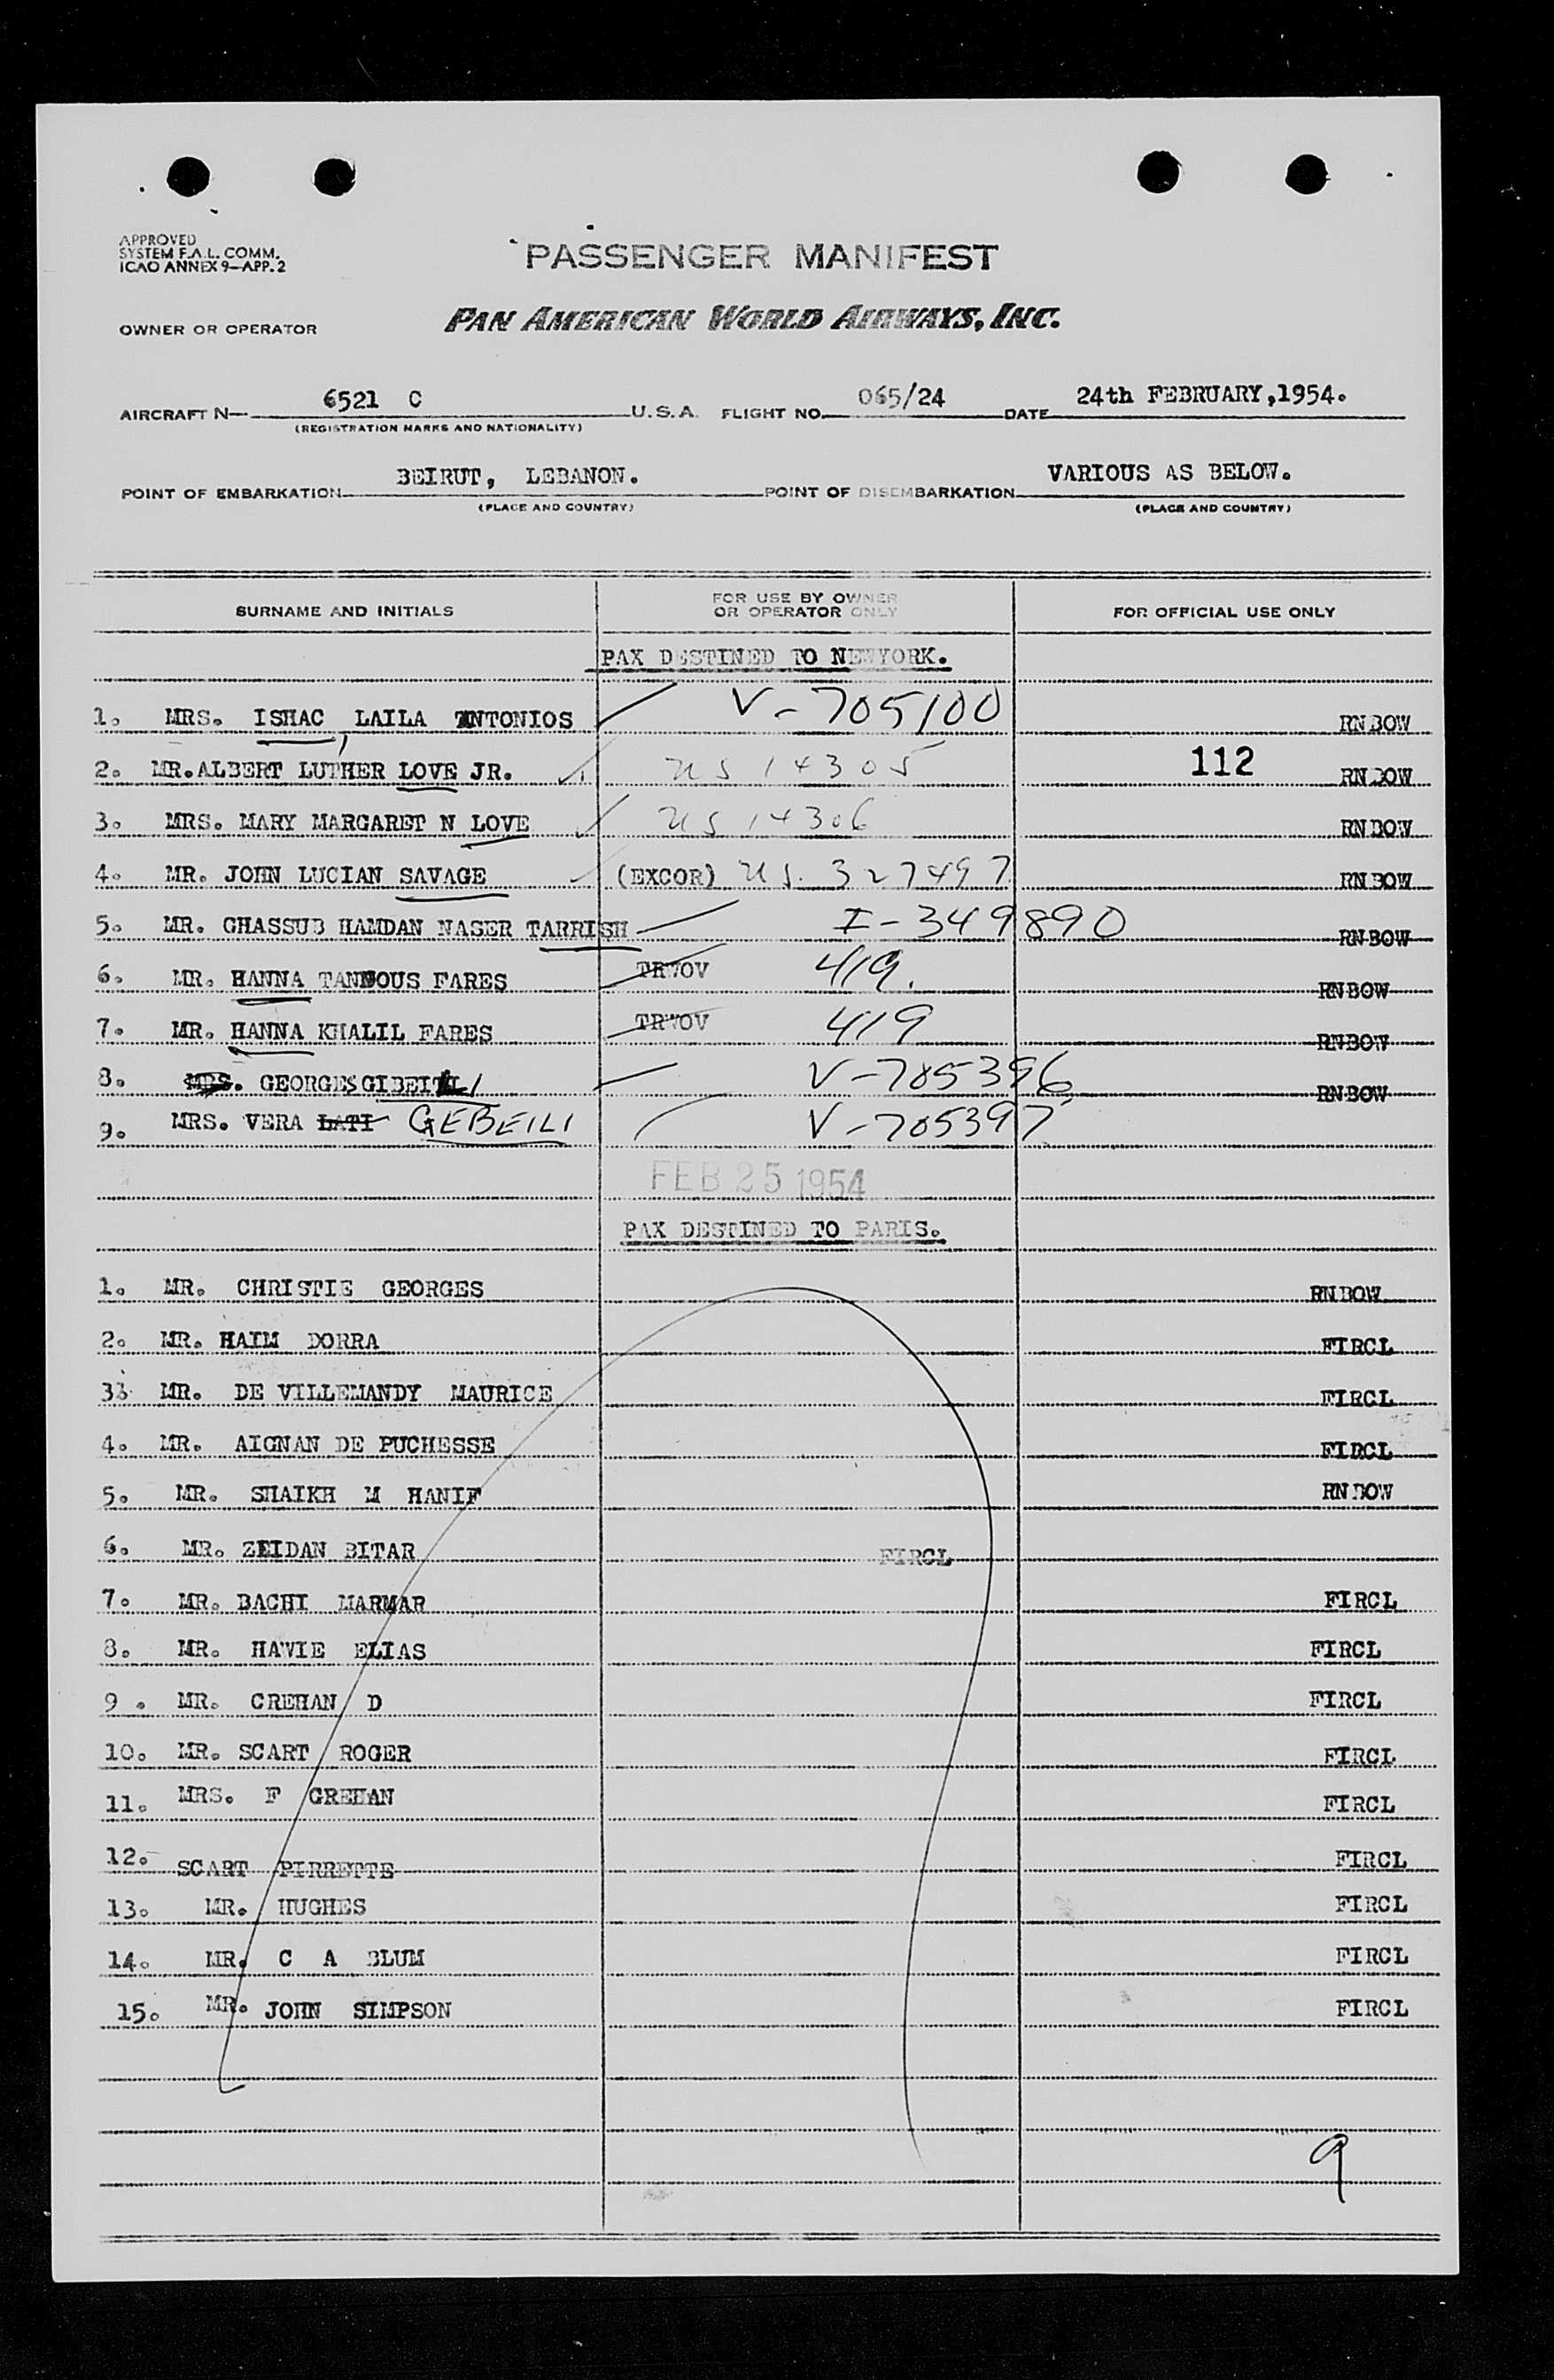 APPROVED
SYSTEM F.A.L. COMM.
ICAO ANNEX 9—APP. 2
PASSENGER MANIFEST
OWNER OR OPERATOR PAN AMERICAN WORLD AIRWAYS, INC.
AIRCRAFT N— 6521 C U.S.A. FLIGHT NO. 065/24 DATE 24th FEBRUARY,1954.
(REGISTRATION MARKS AND NATIONALITY)
POINT OF EMBARKATION BEIRUT, LEBANON. POINT OF DISEMBARKATION VARIOUS AS BELOW.
(PLACE AND COUNTRY) (PLACE AND COUNTRY)
SURNAME AND INITIALS FOR USE BY OWNER OR OPERATOR ONLY FOR OFFICIAL USE ONLY
PAX DESTINED TO NEWYORK.
1. MRS. ISHAC, LAILA ANTONIOS V-705100 RNBOW
2. MR.ALBERT LUTHER LOVE JR. US 14305 112 RNBOW
3. MRS. MARY MARGARET N LOVE US 14306 RNBOW
4. MR. JOHN LUCIAN SAVAGE (EXCOR) US. 327497 RNBOW
5. MR. GHASSUB HAMDAN NASER TARRISH I-349890 RNBOW
6. MR. HANNA TANNOUS FARES TRWOV 419. RNBOW
7. MR. HANNA KHALIL FARES TRWOV 419 RNBOW
8. MRS. GEORGES GIBEILI V-705396 RNBOW
9. MRS. VERA LATI GEBEILI V-705397
FEB 25 1954
PAX DESTINED TO PARIS.
1. MR. CHRISTIE GEORGES RNBOW
2. MR. HAIM DORRA FIRCL
33 MR. DE VILLEMANDY MAURICE FIRCL
4. MR. AIGNAN DE PUCHESSE FIRCL
5. MR. SHAIKH M HANIF RNBOW
6. MR. ZEIDAN BITAR FIRCL
7. MR. BACHI MARMAR FIRCL
8. MR. HAWIE ELIAS FIRCL
9. MR. CREHAN D FIRCL
10. MR. SCART ROGER FIRCL
11. MRS. F GREHAN FIRCL
12. SCART PIRRETTE FIRCL
13. MR. HUGHES FIRCL
14. MR. C A BLUM FIRCL
15. MR. JOHN SIMPSON FIRCL
9